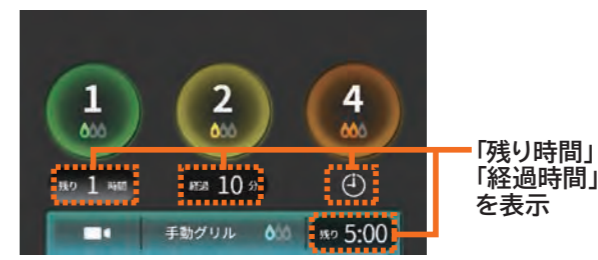 1
2
4
残り 1 時間
経過 10 分
手動グリル
残り 5:00
「残り時間」
「経過時間」
を表示